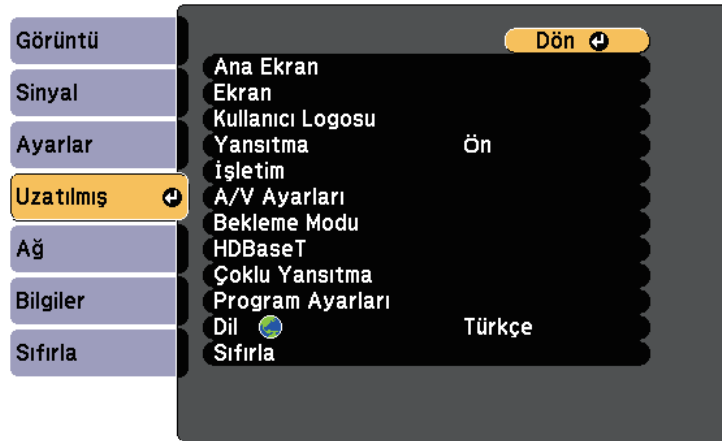 Görüntü
Sinyal
Ayarlar
Uzatılmış
Ağ
Bilgiler
Sıfırla
Dön
Ana Ekran
Ekran
Kullanıcı Logosu
Yansıtma Ön
İşletim
A/V Ayarları
Bekleme Modu
HDBaseT
Çoklu Yansıtma
Program Ayarları
Dil Türkçe
Sıfırla